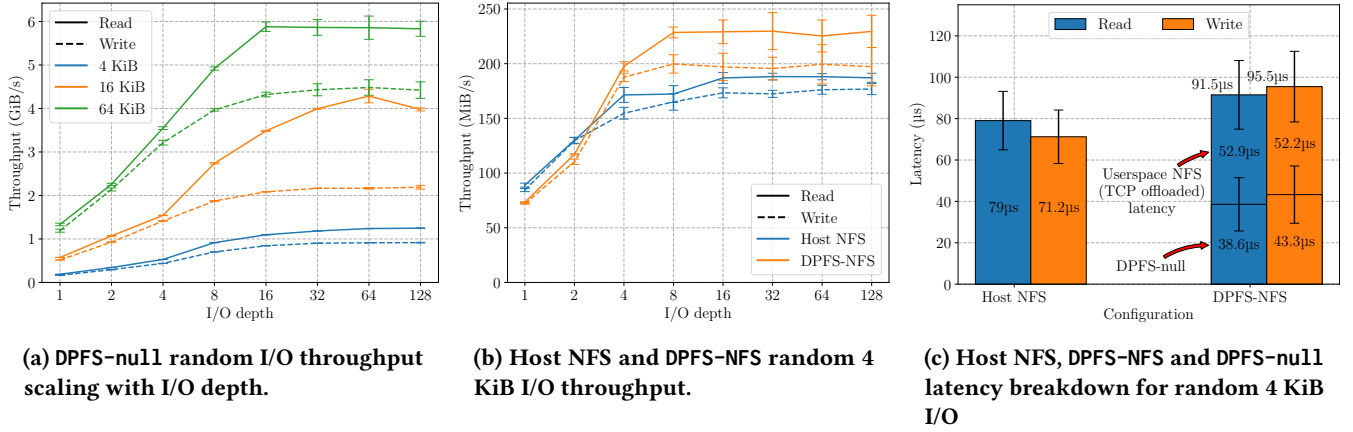 6
5
4
3
2
1
0
Throughput (GiB/s)
Read
Write
4 KiB
16 KiB
64 KiB
1 2 4 8 16 32 64 128
I/O depth
(a) DPFS-null random I/O throughput
scaling with I/O depth.
250
200
150
100
50
0
Throughput (MiB/s)
Read
Write
Host NFS
DPFS-NFS
1 2 4 8 16 32 64 128
I/O depth
(b) Host NFS and DPFS-NFS random 4
KiB I/O throughput.
Read Write
120
100
80
60
40
20
0
Latency (µs)
79µs
71.2µs
91.5µs
95.5µs
52.9µs
52.2µs
Userspace NFS
(TCP offloaded)
latency
38.6µs
43.3µs
DPFS-null
Host NFS DPFS-NFS
Configuration
(c) Host NFS, DPFS-NFS and DPFS-null
latency breakdown for random 4 KiB
I/O